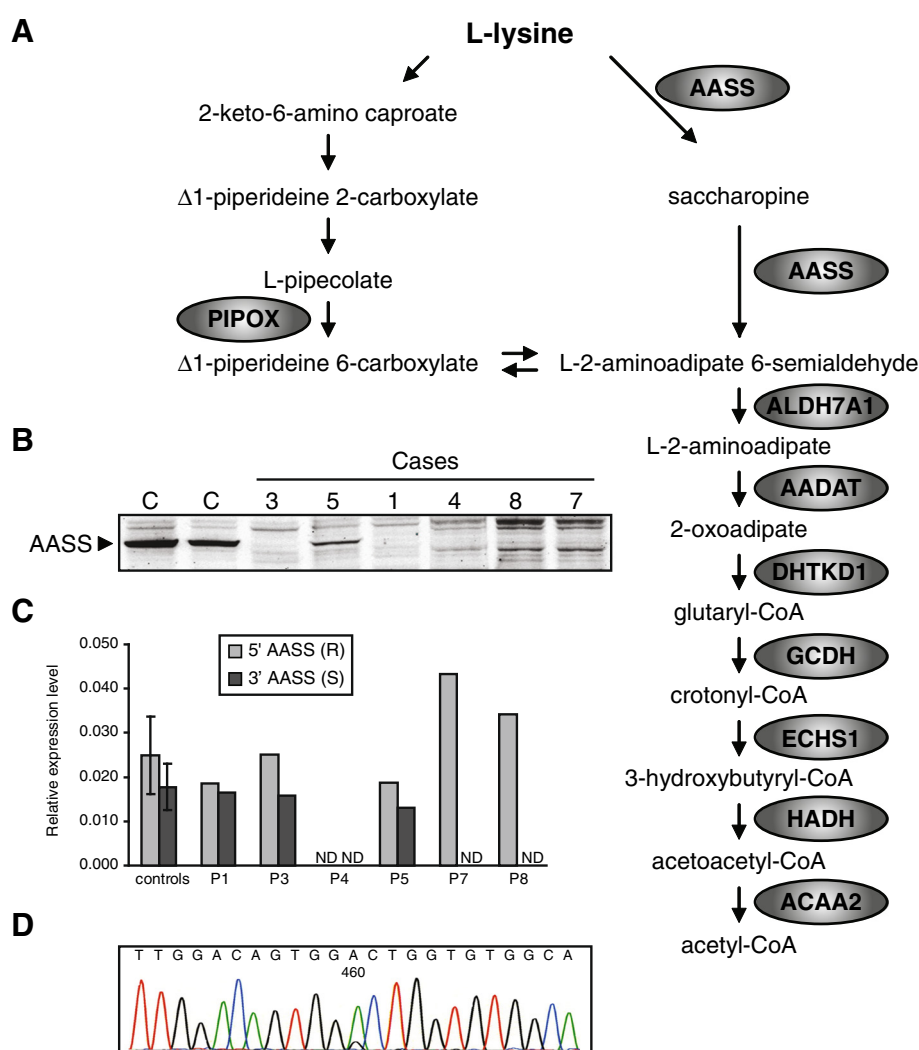 A
L-lysine
AASS
2-keto-6-amino caproate
Δ1-piperideine 2-carboxylate
saccharopine
AASS
L-pipecolate
PIPOX
Δ1-piperideine 6-carboxylate
L-2-aminoadipate 6-semialdehyde
ALDH7A1
L-2-aminoadipate
AADAT
2-oxoadipate
DHTKD1
glutaryl-CoA
GCDH
crotonyl-CoA
ECHS1
3-hydroxybutyryl-CoA
HADH
acetoacetyl-CoA
ACAA2
acetyl-CoA
B
Cases
C C 3 5 1 4 8 7
AASS
C
Relative expression level
0.050
0.040
0.030
0.020
0.010
0.000
5' AASS (R)
3' AASS (S)
ND ND
ND
ND
controls P1 P3 P4 P5 P7 P8
D
T T G G A C A G T G G A C T G G T G T G G C A
460